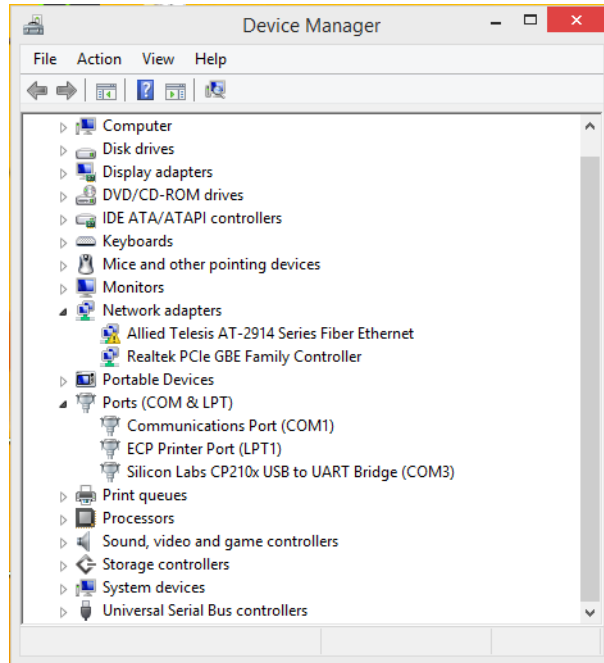 Device Manager
File Action View Help
Computer
Disk drives
Display adapters
DVD/CD-ROM drives
IDE ATA/ATAPI controllers
Keyboards
Mice and other pointing devices
Monitors
Network adapters
Allied Telesis AT-2914 Series Fiber Ethernet
Realtek PCIe GBE Family Controller
Portable Devices
Ports (COM & LPT)
Communications Port (COM1)
ECP Printer Port (LPT1)
Silicon Labs CP210x USB to UART Bridge (COM3)
Print queues
Processors
Sound, video and game controllers
Storage controllers
System devices
Universal Serial Bus controllers